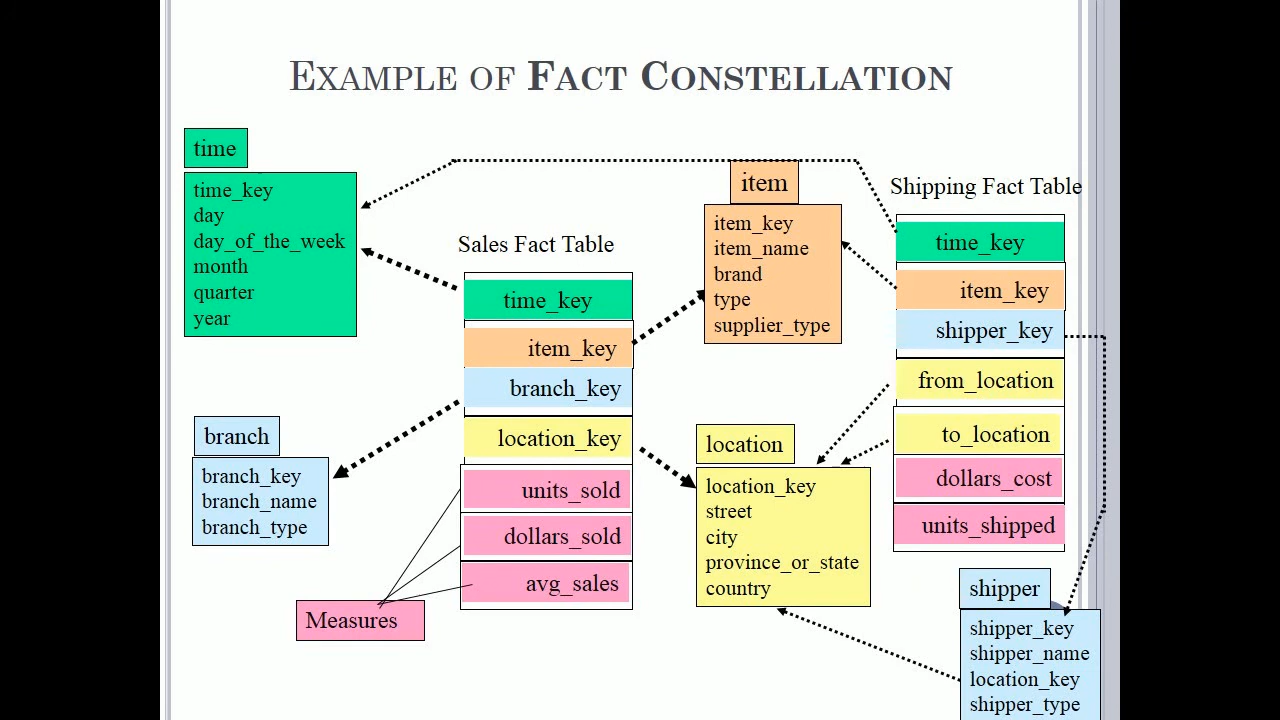 EXAMPLE OF FACT CONSTELLATION
time
time_key
day
day_of_the_week
month
quarter
year
Sales Fact Table
time_key
item_key
branch_key
location_key
units_sold
dollars_sold
avg_sales
Measures
branch
branch_key
branch_name
branch_type
item
item_key
item_name
brand
type
supplier_type
location
location_key
street
city
province_or_state
country
Shipping Fact Table
time_key
item_key
shipper_key
from_location
to_location
dollars_cost
units_shipped
shipper
shipper_key
shipper_name
location_key
shipper_type